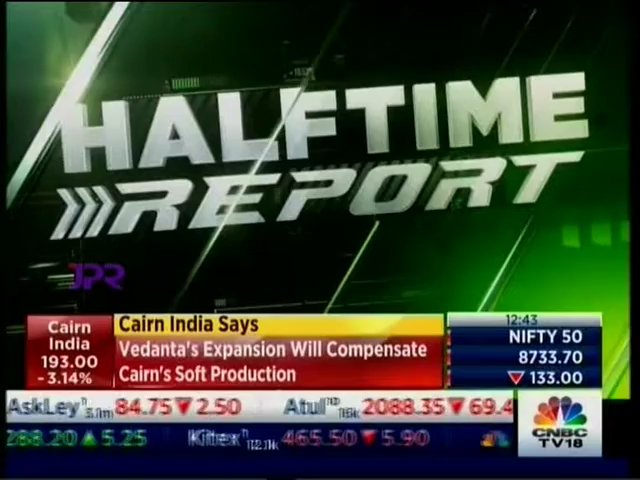 HALFTIME
REPORT
JPR
Cairn
India
193.00
-3.14%
Cairn India Says
Vedanta's Expansion Will Compensate
Cairn's Soft Production
12:43
NIFTY 50
8733.70
▼ 133.00
AskLey 84.75 ▼ 2.50 Atul 2088.35 ▼ 69.4
288.20 ▲ 5.25 Kitex 465.50 ▼ 5.90
CNBC
TV18